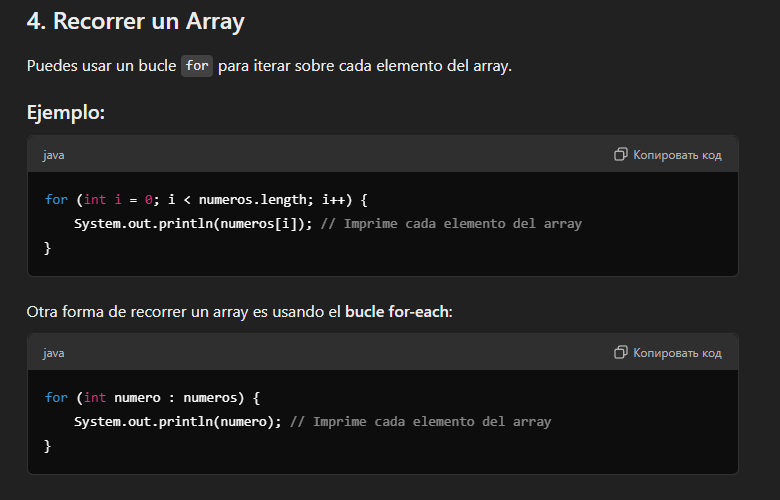 4. Recorrer un Array
Puedes usar un bucle for para iterar sobre cada elemento del array.
Ejemplo:
java
Копировать код
for (int i = 0; i < numeros.length; i++) {
    System.out.println(numeros[i]); // Imprime cada elemento del array
}
Otra forma de recorrer un array es usando el bucle for-each:
java
Копировать код
for (int numero : numeros) {
    System.out.println(numero); // Imprime cada elemento del array
}